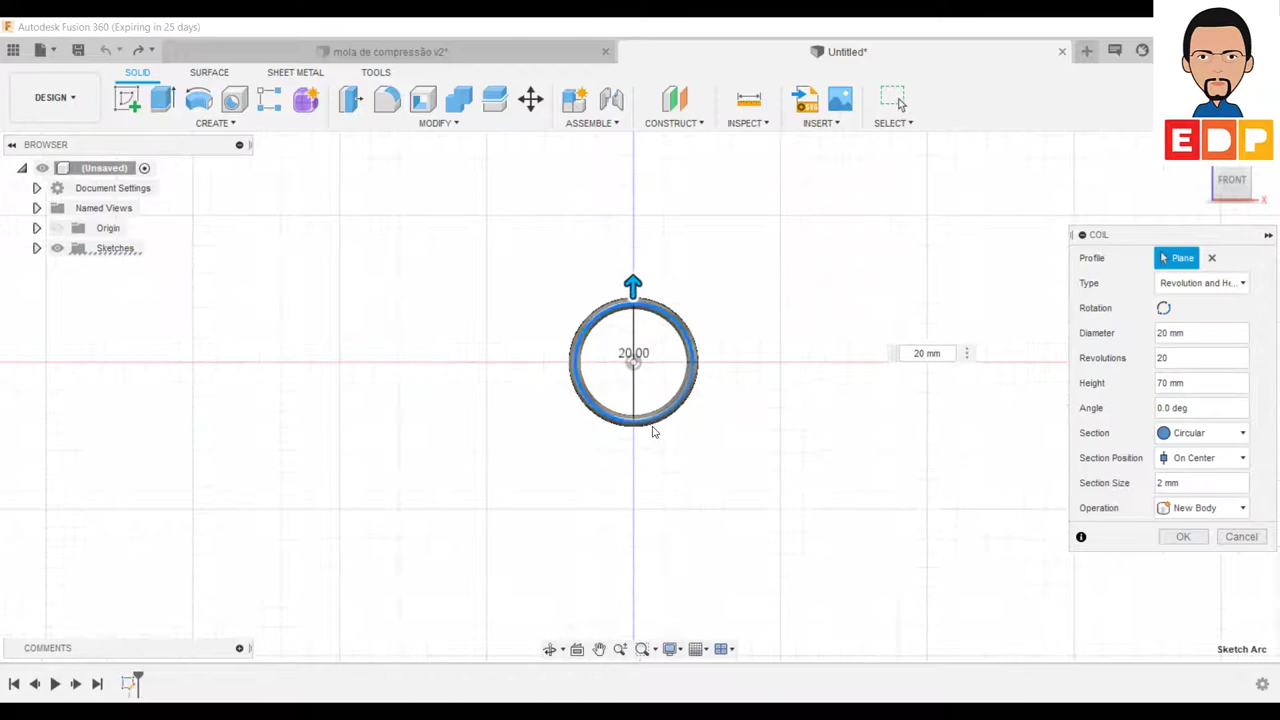 Autodesk Fusion 360 (Expiring in 25 days)
mola de compressão v2*
Untitled*
DESIGN
SOLID
SURFACE
SHEET METAL
TOOLS
CREATE
MODIFY
ASSEMBLE
CONSTRUCT
INSPECT
INSERT
SELECT
EDP
BROWSER
(Unsaved)
Document Settings
Named Views
Origin
Sketches
FRONT
X
20.00
20 mm
COIL
Profile Plane
Type Revolution and He...
Rotation
Diameter 20 mm
Revolutions 20
Height 70 mm
Angle 0.0 deg
Section Circular
Section Position On Center
Section Size 2 mm
Operation New Body
OK Cancel
COMMENTS
Sketch Arc